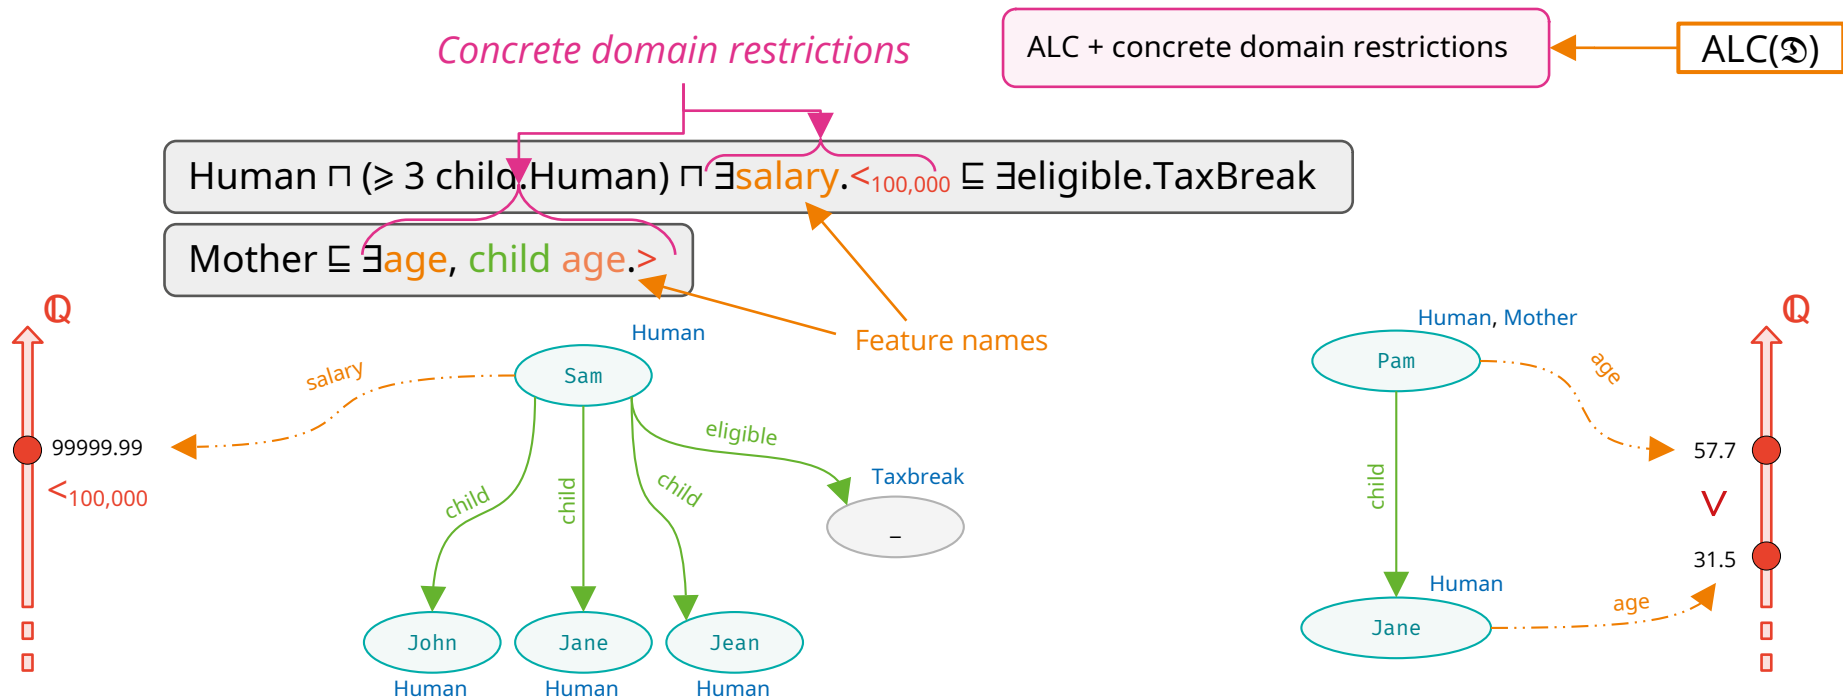 Concrete domain restrictions
ALC + concrete domain restrictions
ALC(𝔇)
Human ⊓ (⩾ 3 child.Human) ⊓ ∃salary.<100,000 ⊑ ∃eligible.TaxBreak
Mother ⊑ ∃age, child age.>
Feature names
ℚ
salary
99999.99
<100,000
Human
Sam
child
child
child
eligible
Taxbreak
_
John
Jane
Jean
Human
Human
Human
Human, Mother
Pam
age
ℚ
57.7
>
31.5
child
Human
Jane
age